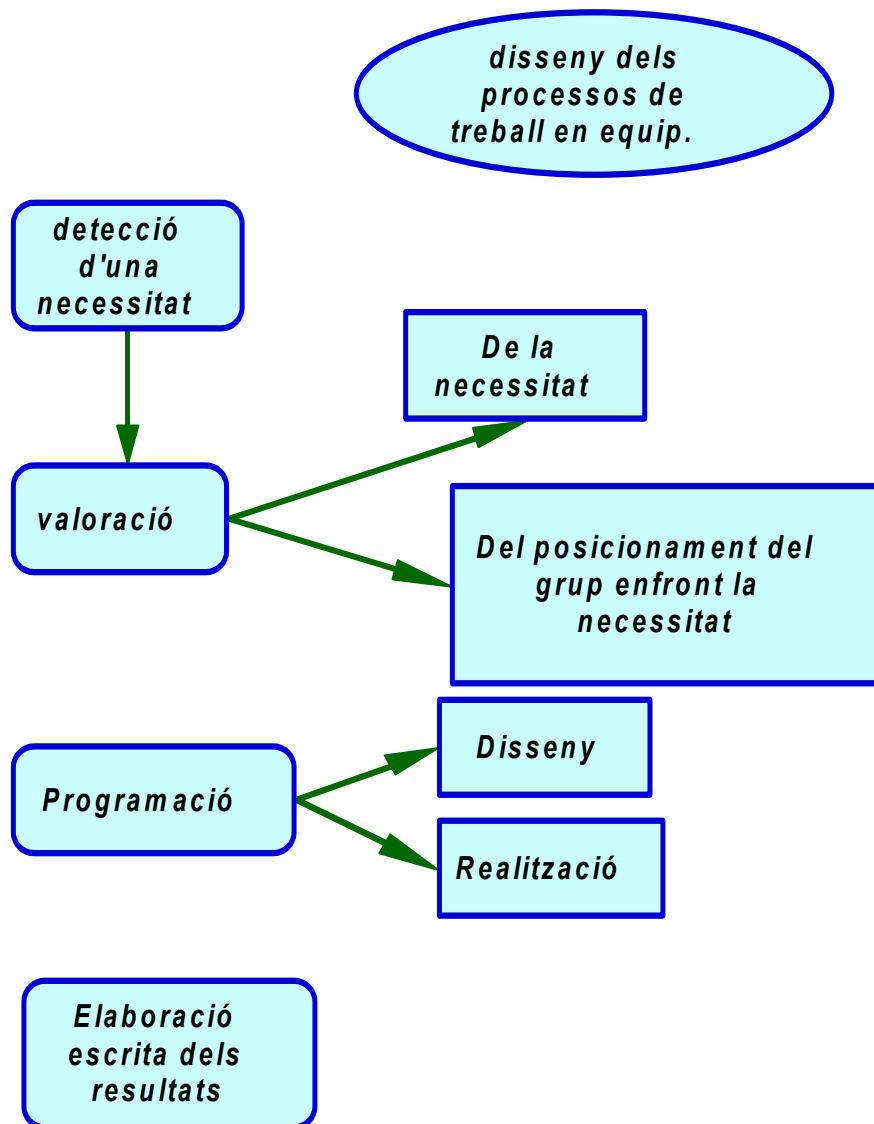 disseny dels
processos de
treball en equip.
detecció
d'una
necessitat
De la
necessitat
valoració
Del posicionament del
grup enfront la
necessitat
Disseny
Programació
Realització
Elaboració
escrita dels
resultats